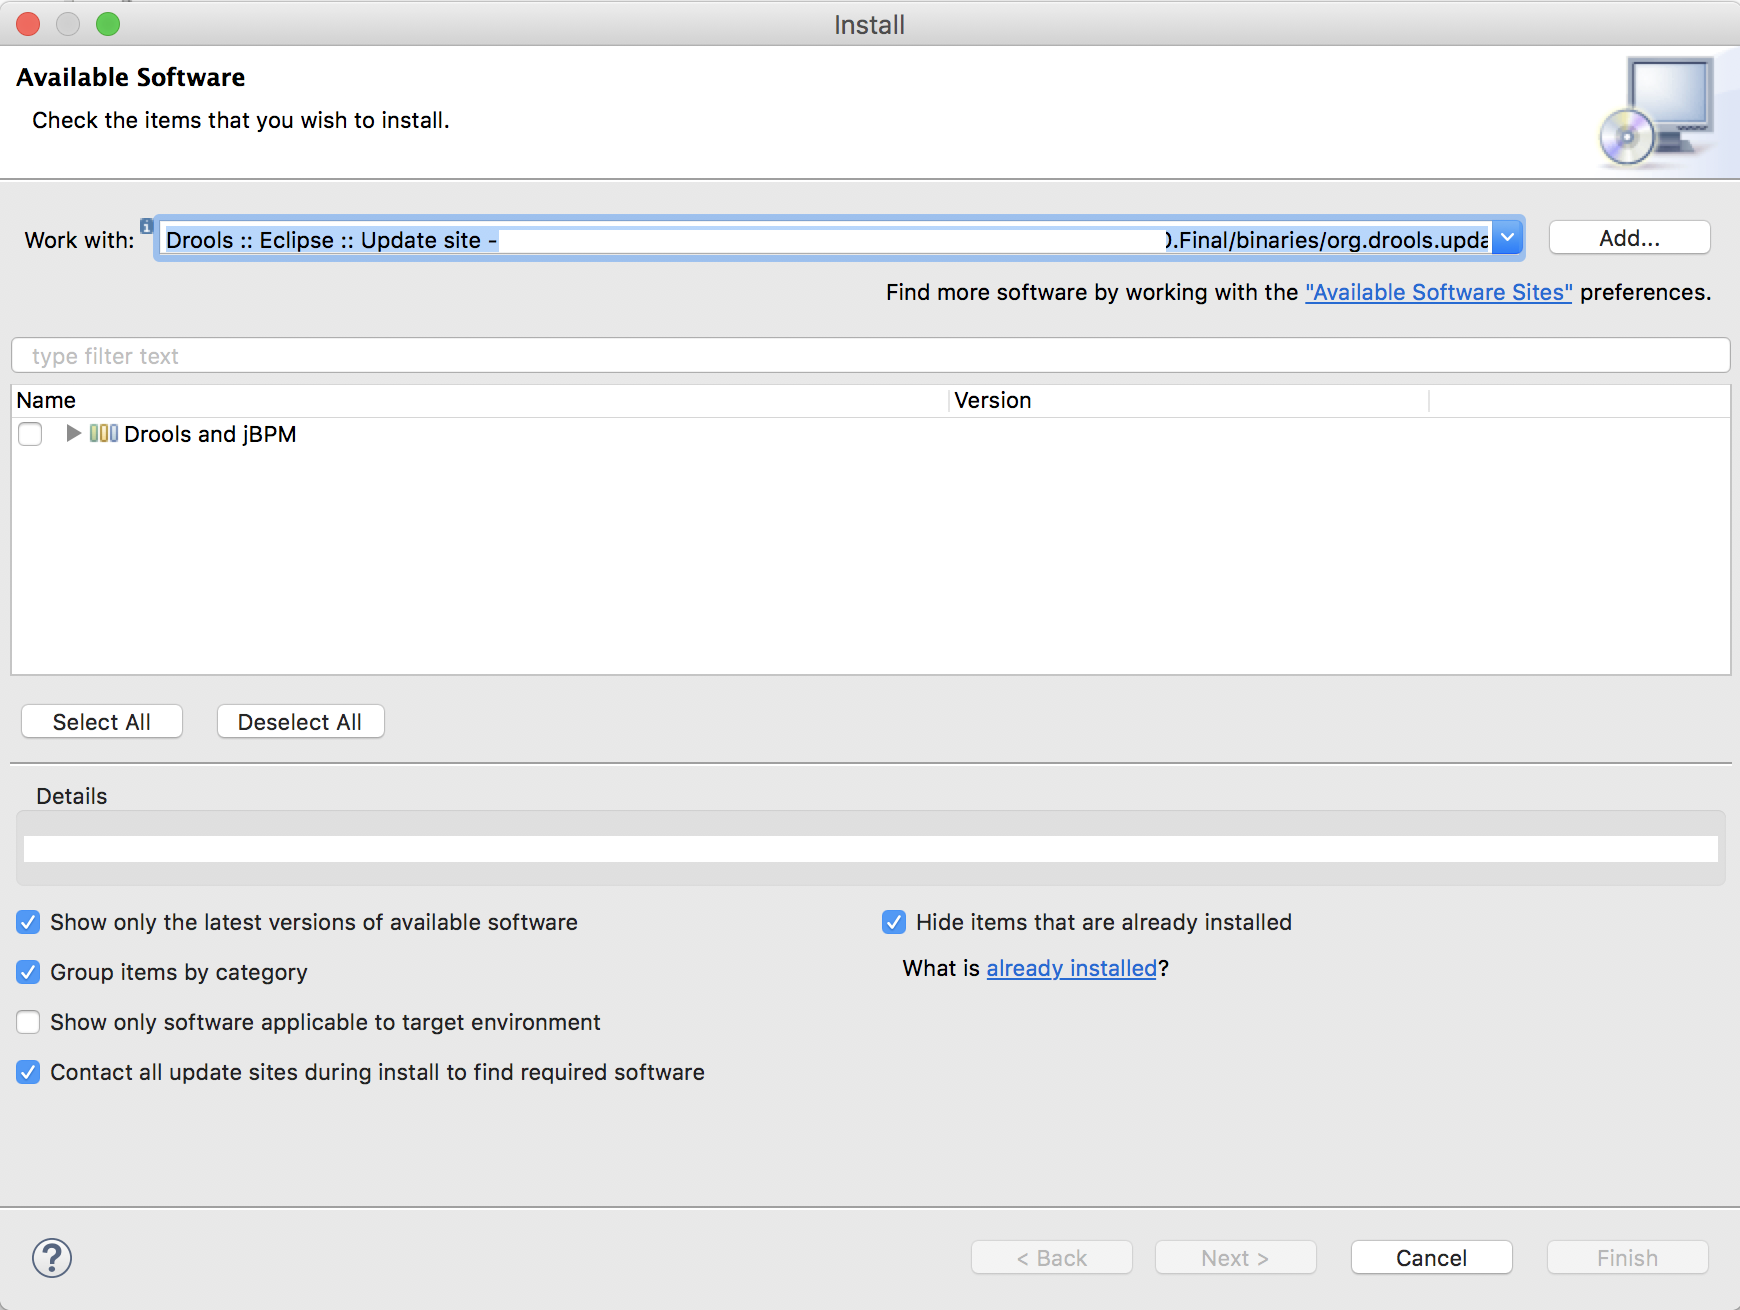 Install
Available Software
Check the items that you wish to install.
Work with: Drools :: Eclipse :: Update site - .Final/binaries/org.drools.upda Add...
Find more software by working with the "Available Software Sites" preferences.
type filter text
Name Version
Drools and jBPM
Select All Deselect All
Details
Show only the latest versions of available software Hide items that are already installed
Group items by category What is already installed?
Show only software applicable to target environment
Contact all update sites during install to find required software
? < Back Next > Cancel Finish